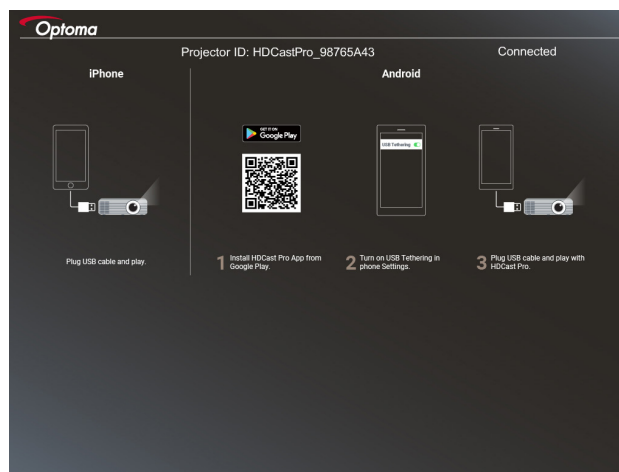 Optoma
Projector ID: HDCastPro_98765A43
Connected
iPhone
Android
GET IT ON
Google Play
USB Tethering
Plug USB cable and play.
1 Install HDCast Pro App from
Google Play.
2 Turn on USB Tethering in
phone Settings.
3 Plug USB cable and play with
HDCast Pro.